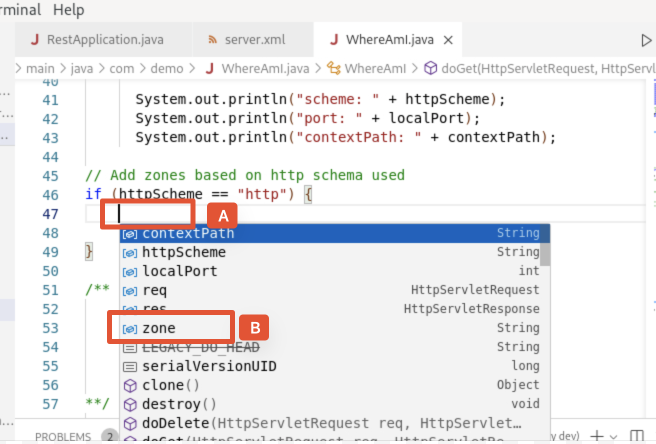 rminal Help
J RestApplication.java server.xml J WhereAmI.java ×
> main > java > com > demo > J WhereAmI.java > WhereAmI > doGet(HttpServletRequest, HttpServl
40
41 System.out.println("scheme: " + httpScheme);
42 System.out.println("port: " + localPort);
43 System.out.println("contextPath: " + contextPath);
44
45 // Add zones based on http schema used
46 if (httpScheme == "http") {
47
A
48 contextPath String
49 } httpScheme String
50 localPort int
51 /** req HttpServletRequest
52 res HttpServletResponse
53 zone String
B
54 LEGACY_DO_HEAD String
55 serialVersionUID long
56 clone() Object
57 **/ destroy() void
doDelete(HttpServletRequest req, HttpServlet…
PROBLEMS 2 doGet(HttpServletRequest req, HttpServletRe y dev)